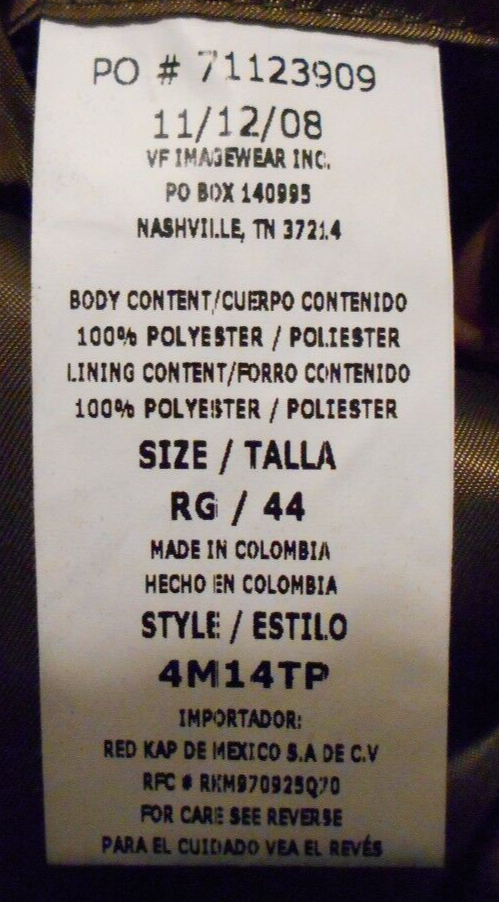 PO # 71123909
11/12/08
VF IMAGEWEAR INC.
PO BOX 140995
NASHVILLE, TN 37214
BODY CONTENT/CUERPO CONTENIDO
100% POLYESTER / POLIESTER
LINING CONTENT/FORRO CONTENIDO
100% POLYESTER / POLIESTER
SIZE / TALLA
RG / 44
MADE IN COLOMBIA
HECHO EN COLOMBIA
STYLE / ESTILO
4M14TP
IMPORTADOR:
RED KAP DE MEXICO S.A DE C.V
RFC # RKM970925Q70
FOR CARE SEE REVERSE
PARA EL CUIDADO VEA EL REVÉS